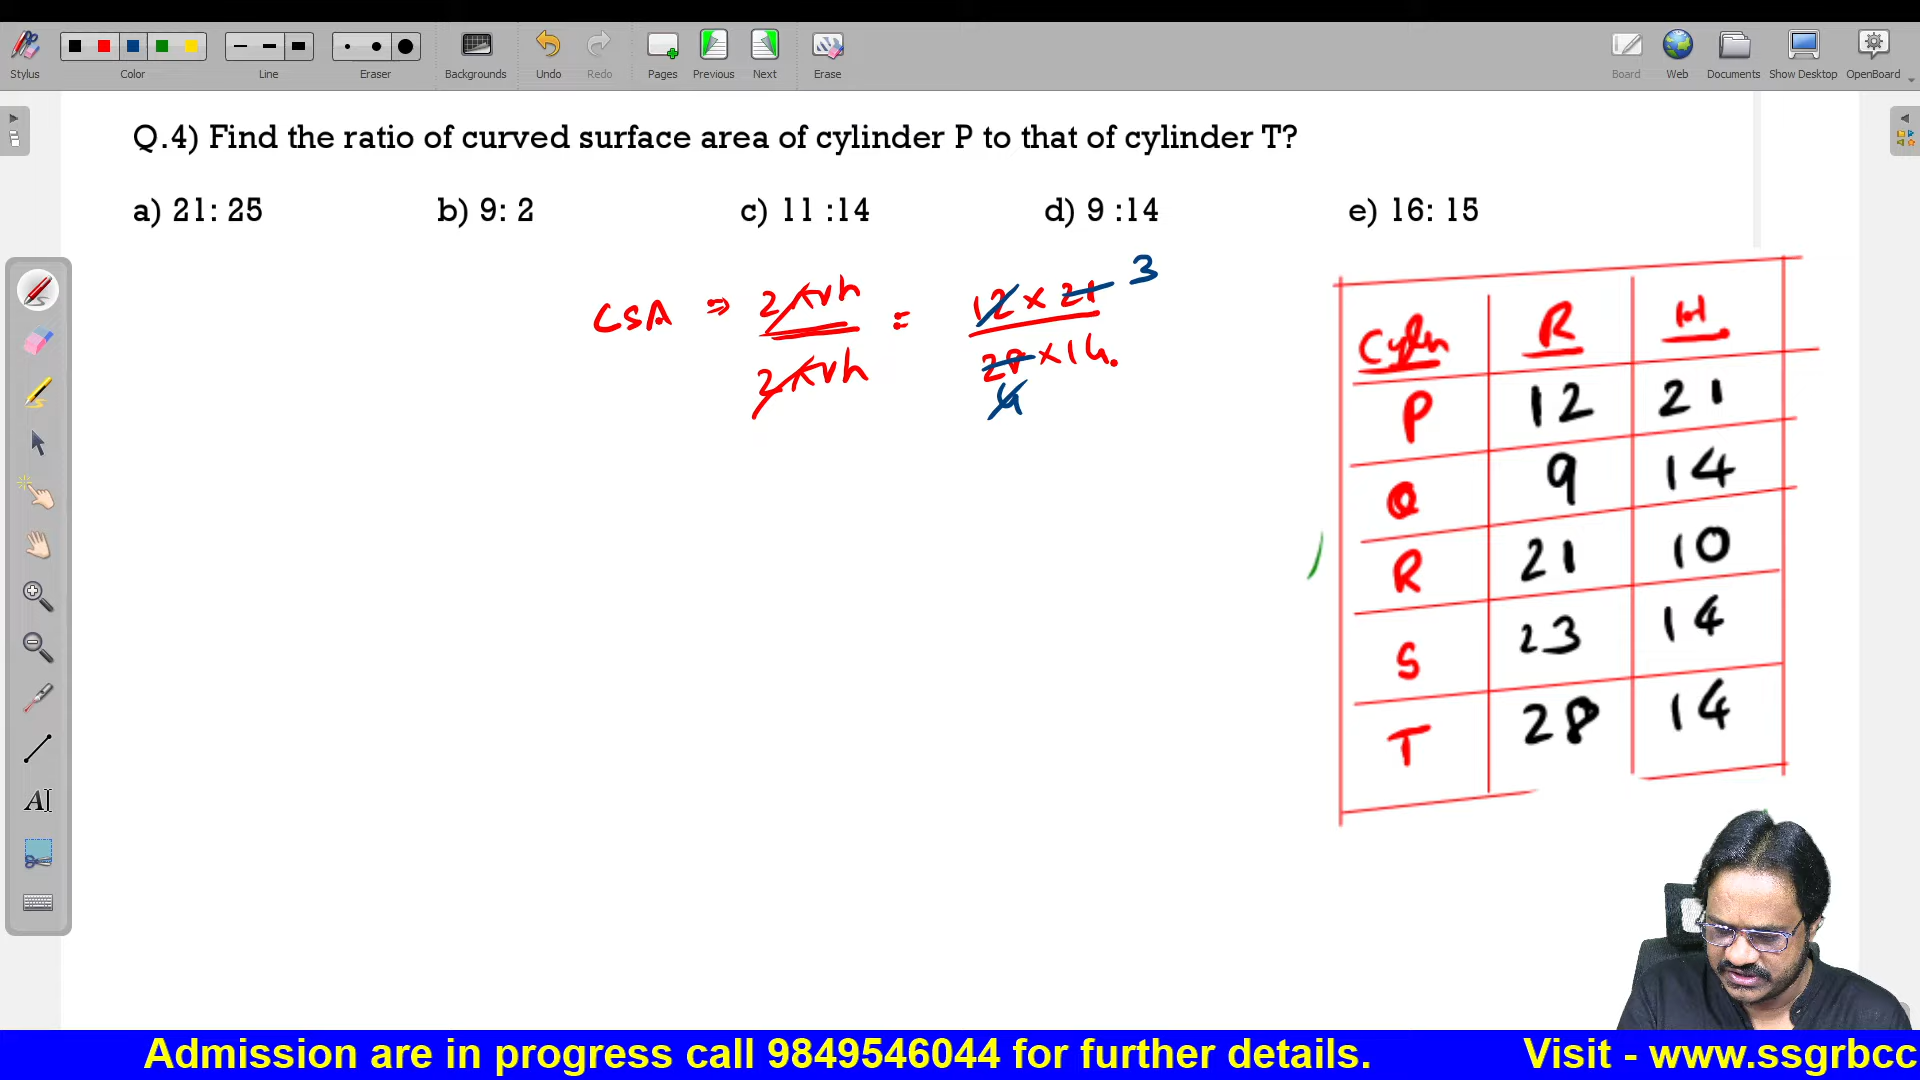 Stylus Color Line Eraser Backgrounds Undo Redo Pages Previous Next Erase Board Web Documents Show Desktop OpenBoard
Q.4) Find the ratio of curved surface area of cylinder P to that of cylinder T?
a) 21: 25 b) 9: 2 c) 11 :14 d) 9 :14 e) 16: 15
CSA ⇒ 2πrh / 2πrh = 12 × 21 3 / 28 × 14. 4
Cylin R H
P 12 21
Q 9 14
R 21 10
S 23 14
T 28 14
Admission are in progress call 9849546044 for further details. Visit - www.ssgrbcc